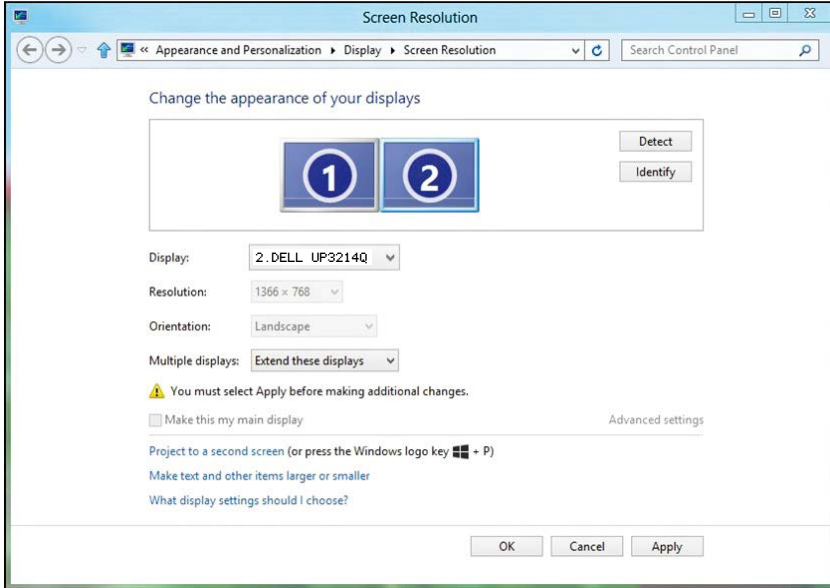 Screen Resolution
« Appearance and Personalization Display Screen Resolution
Search Control Panel
Change the appearance of your displays
1 2
Detect
Identify
Display: 2.DELL UP3214Q
Resolution: 1366 × 768
Orientation: Landscape
Multiple displays: Extend these displays
You must select Apply before making additional changes.
Make this my main display Advanced settings
Project to a second screen (or press the Windows logo key + P)
Make text and other items larger or smaller
What display settings should I choose?
OK Cancel Apply